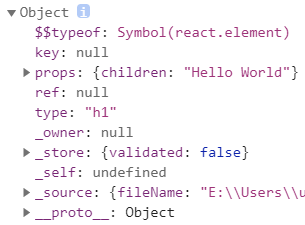 ▼Object i
$$typeof: Symbol(react.element)
key: null
▶props: {children: "Hello World"}
ref: null
type: "h1"
_owner: null
▶_store: {validated: false}
_self: undefined
▶_source: {fileName: "E:\\Users\\u
▶__proto__: Object